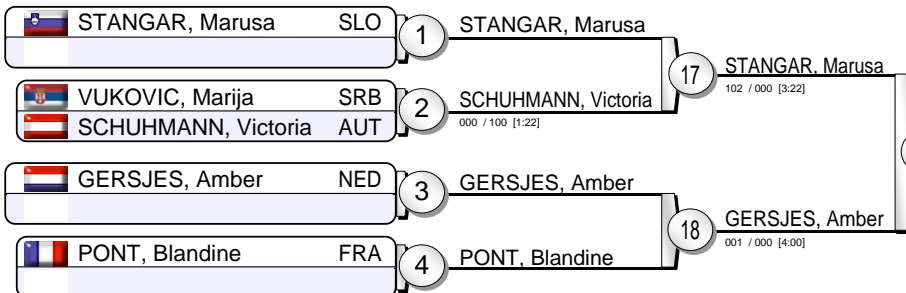 STANGAR, Marusa SLO
1
STANGAR, Marusa
VUKOVIC, Marija SRB
SCHUHMANN, Victoria AUT
2
SCHUHMANN, Victoria
000 / 100 [1:22]
17
STANGAR, Marusa
102 / 000 [3:22]
GERSJES, Amber NED
3
GERSJES, Amber
PONT, Blandine FRA
4
PONT, Blandine
18
GERSJES, Amber
001 / 000 [4:00]